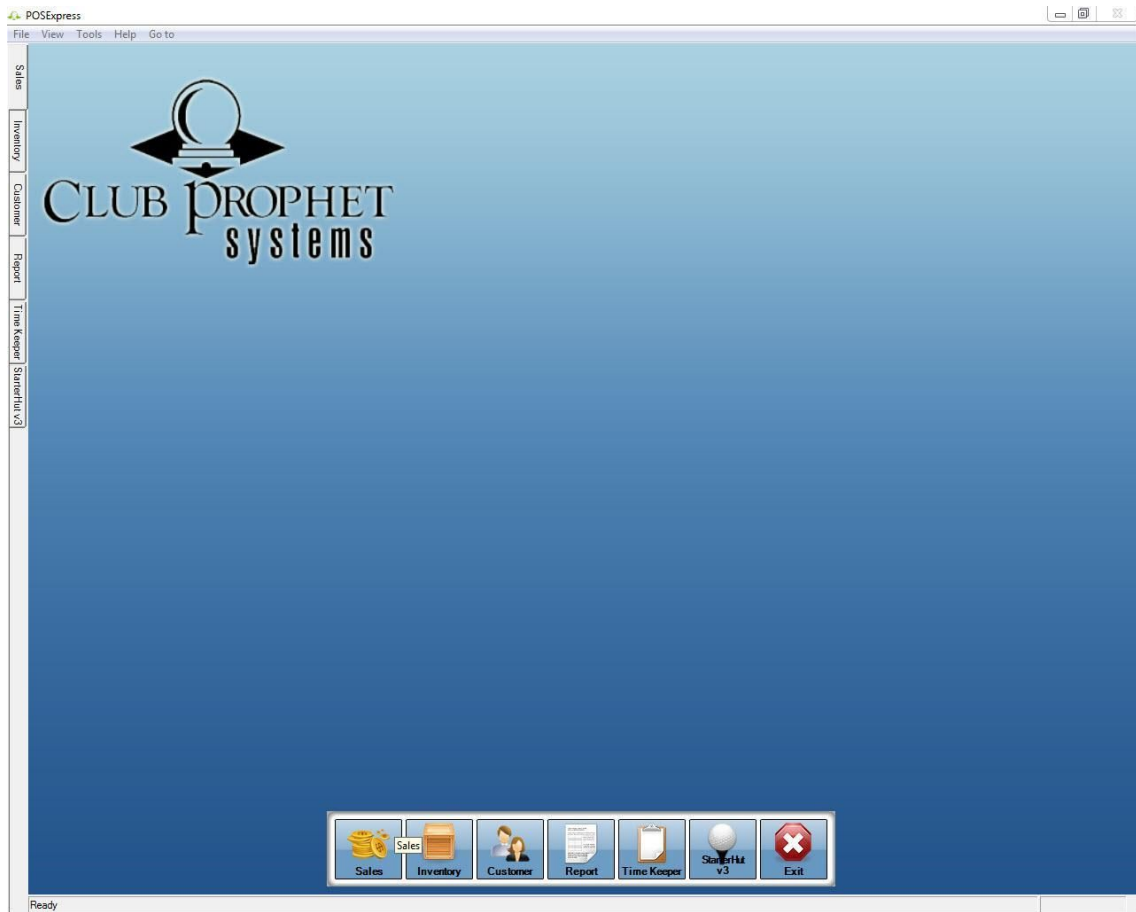 POSExpress
File View Tools Help Go to
Sales
Inventory
Customer
Report
Time Keeper
StarterHut v3
CLUB PROPHET
systems
Sales
Sales Inventory Customer Report Time Keeper StarterHut v3 Exit
Ready